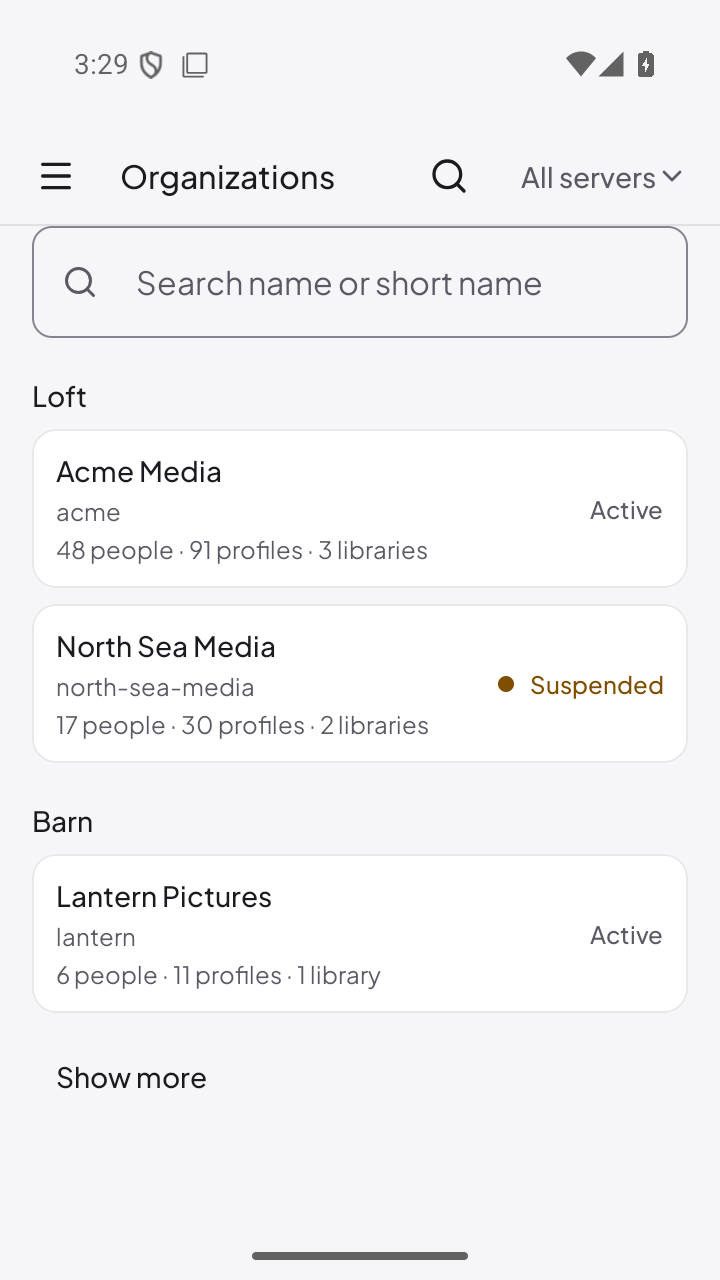 3:29
Organizations
All servers
Search name or short name
Loft
Acme Media
acme
Active
48 people · 91 profiles · 3 libraries
North Sea Media
north-sea-media
Suspended
17 people · 30 profiles · 2 libraries
Barn
Lantern Pictures
lantern
Active
6 people · 11 profiles · 1 library
Show more